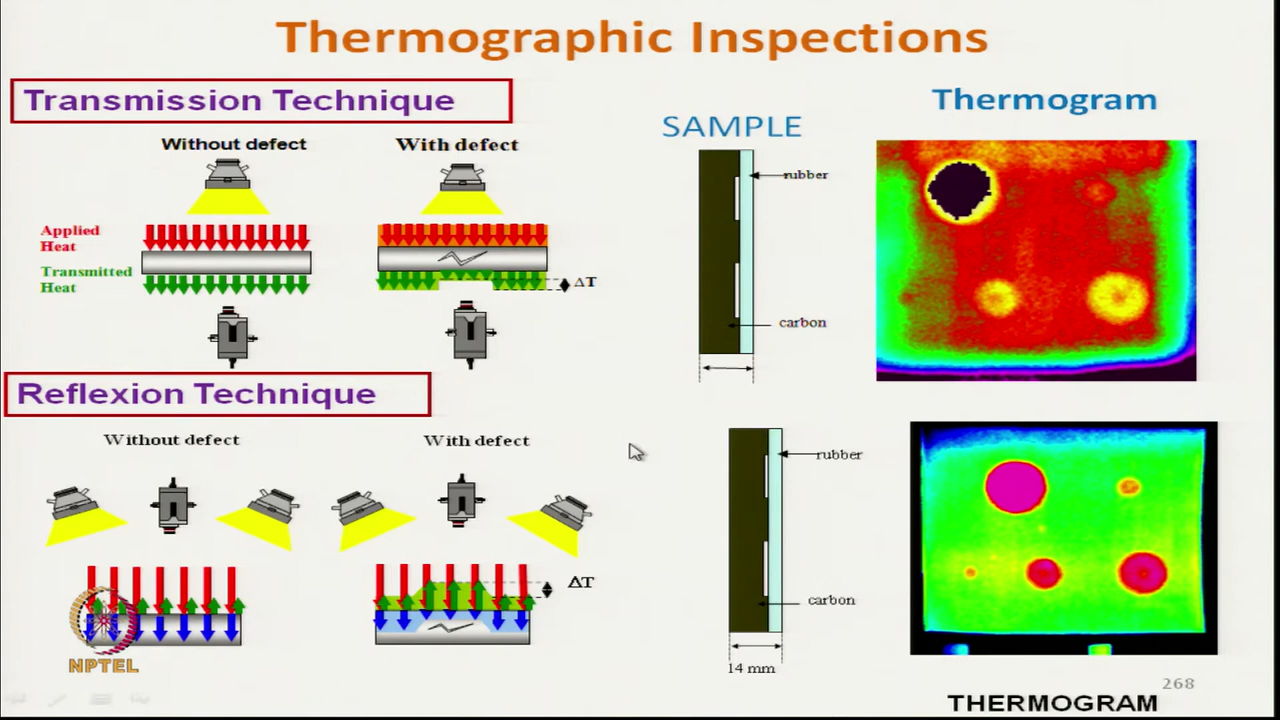 Thermographic Inspections
Transmission Technique
Thermogram
SAMPLE
Without defect
With defect
rubber
Applied
Heat
Transmitted
Heat
ΔT
carbon
Reflexion Technique
Without defect
With defect
rubber
ΔT
carbon
NPTEL
14 mm
268
THERMOGRAM